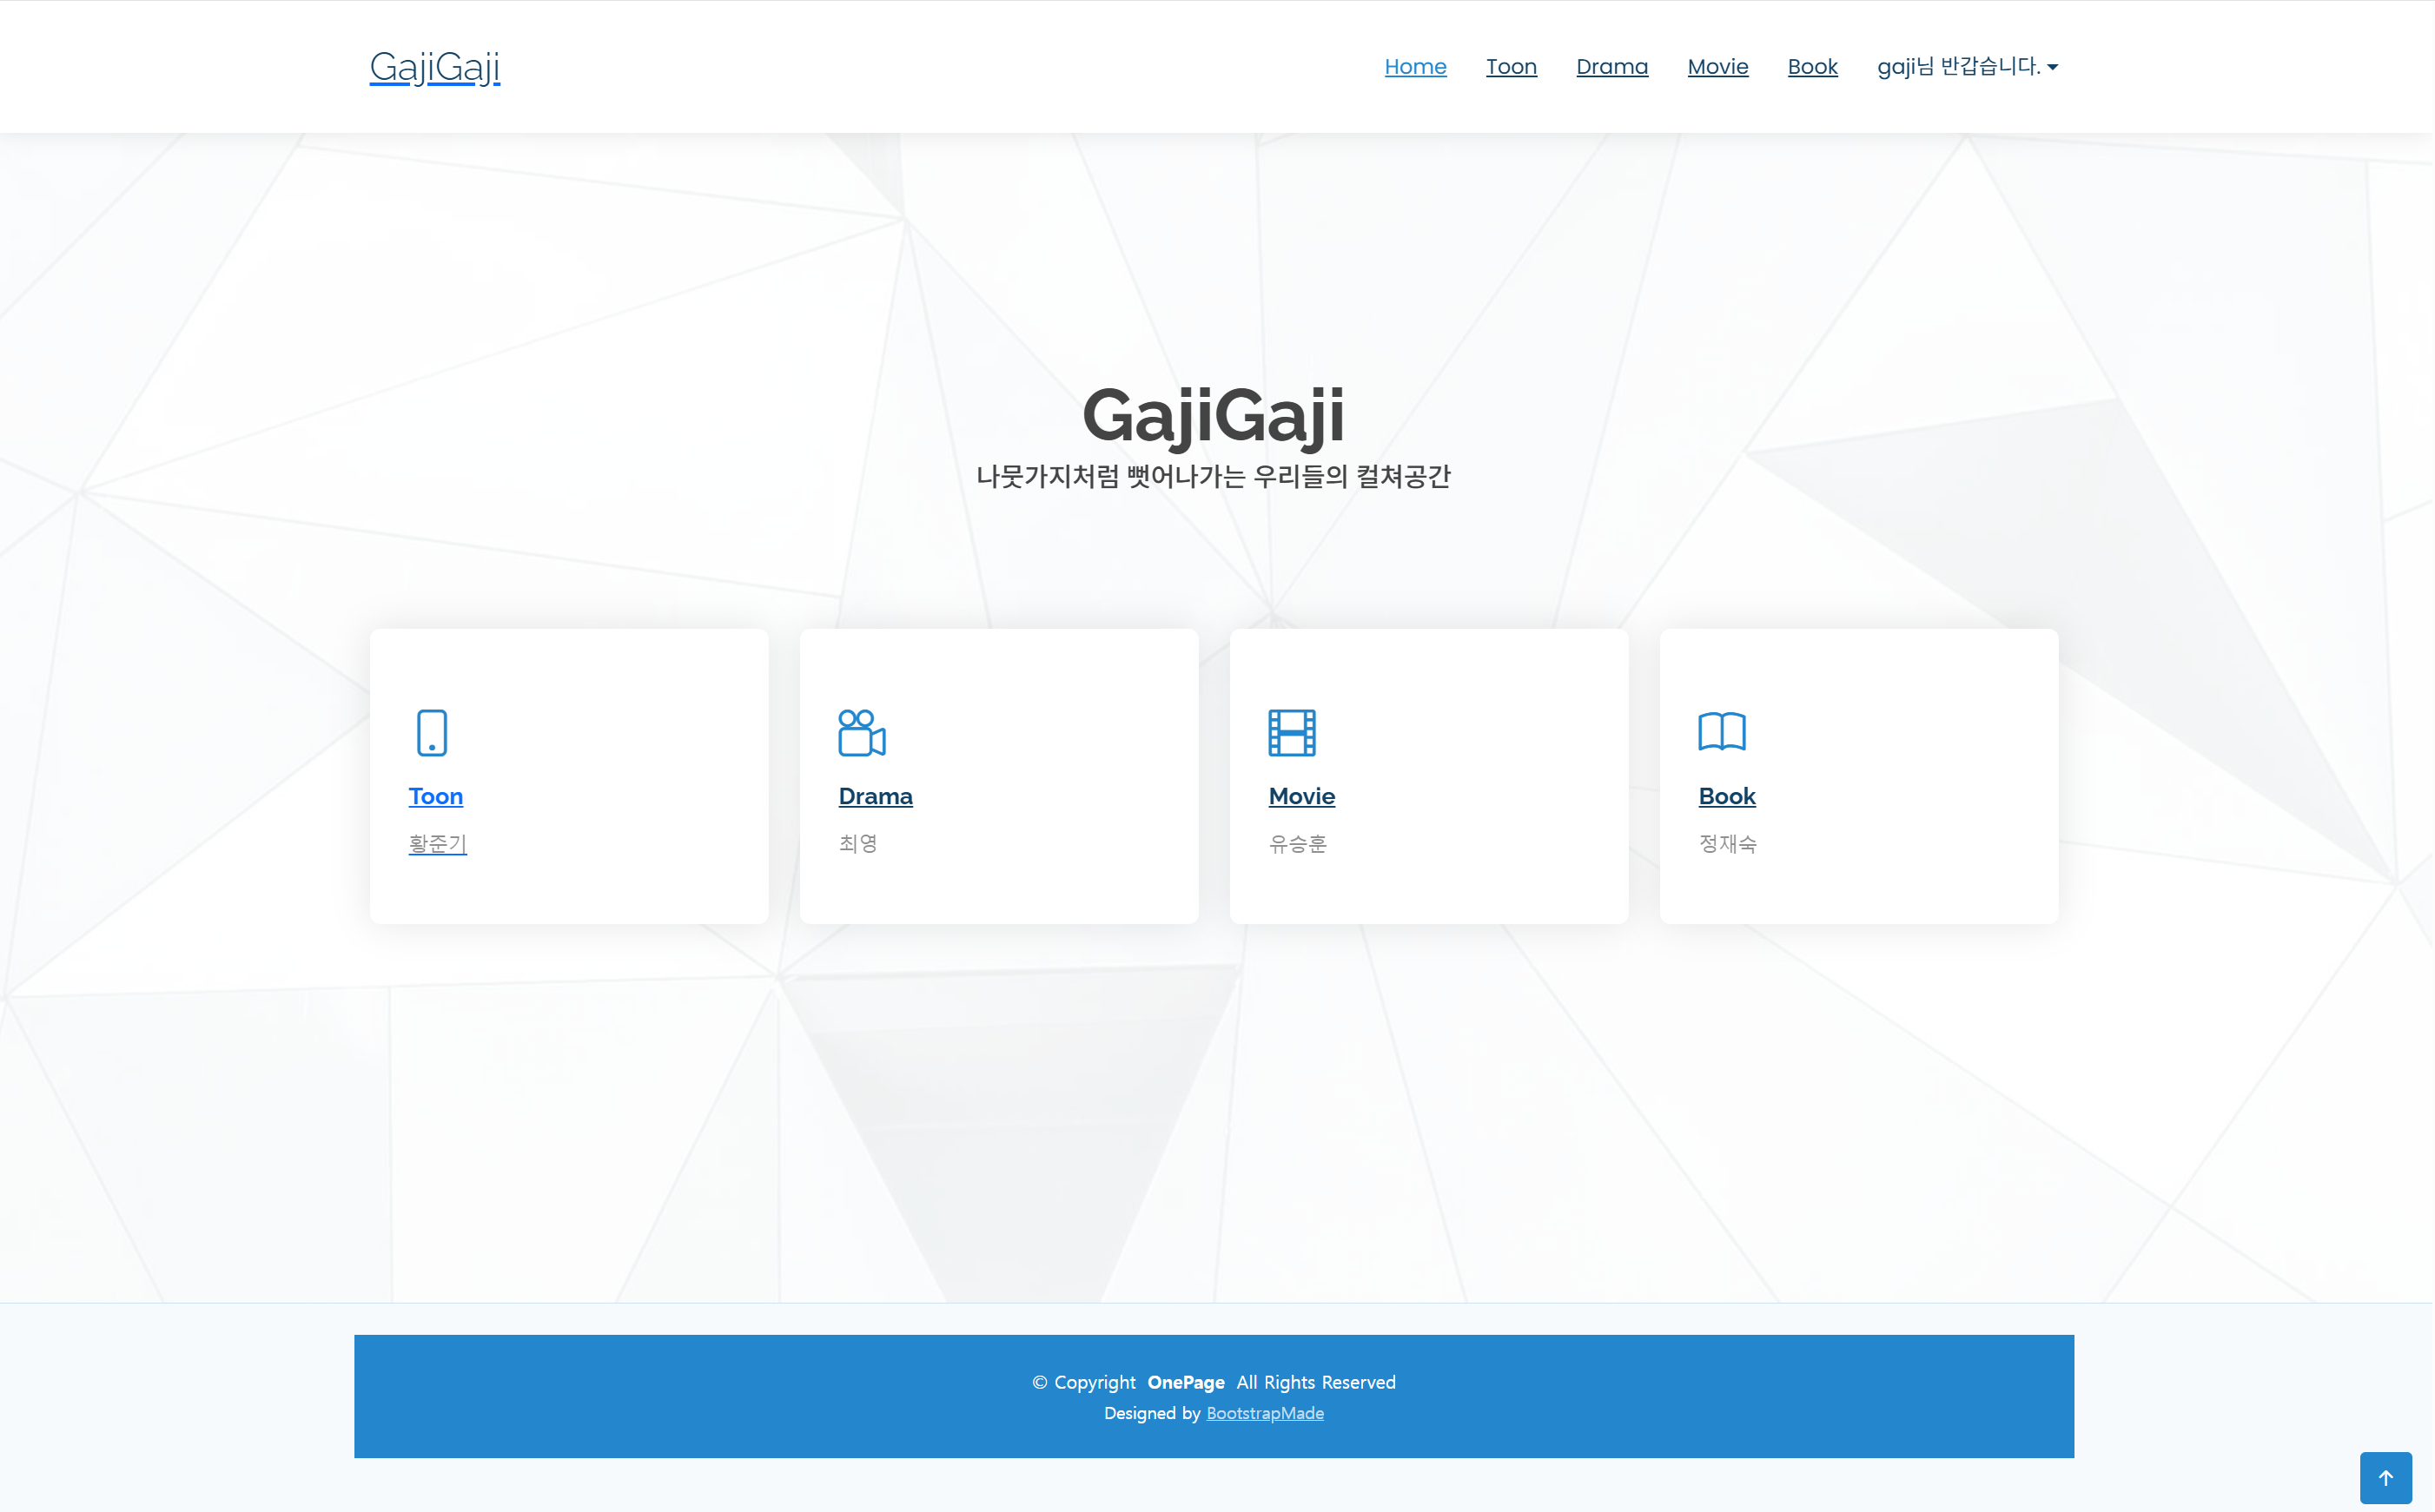 GajiGaji
Home Toon Drama Movie Book gaji님 반갑습니다.
GajiGaji
나뭇가지처럼 뻣어나가는 우리들의 컬쳐공간
Toon
황준기
Drama
최영
Movie
유승훈
Book
정재숙
© Copyright OnePage All Rights Reserved
Designed by BootstrapMade